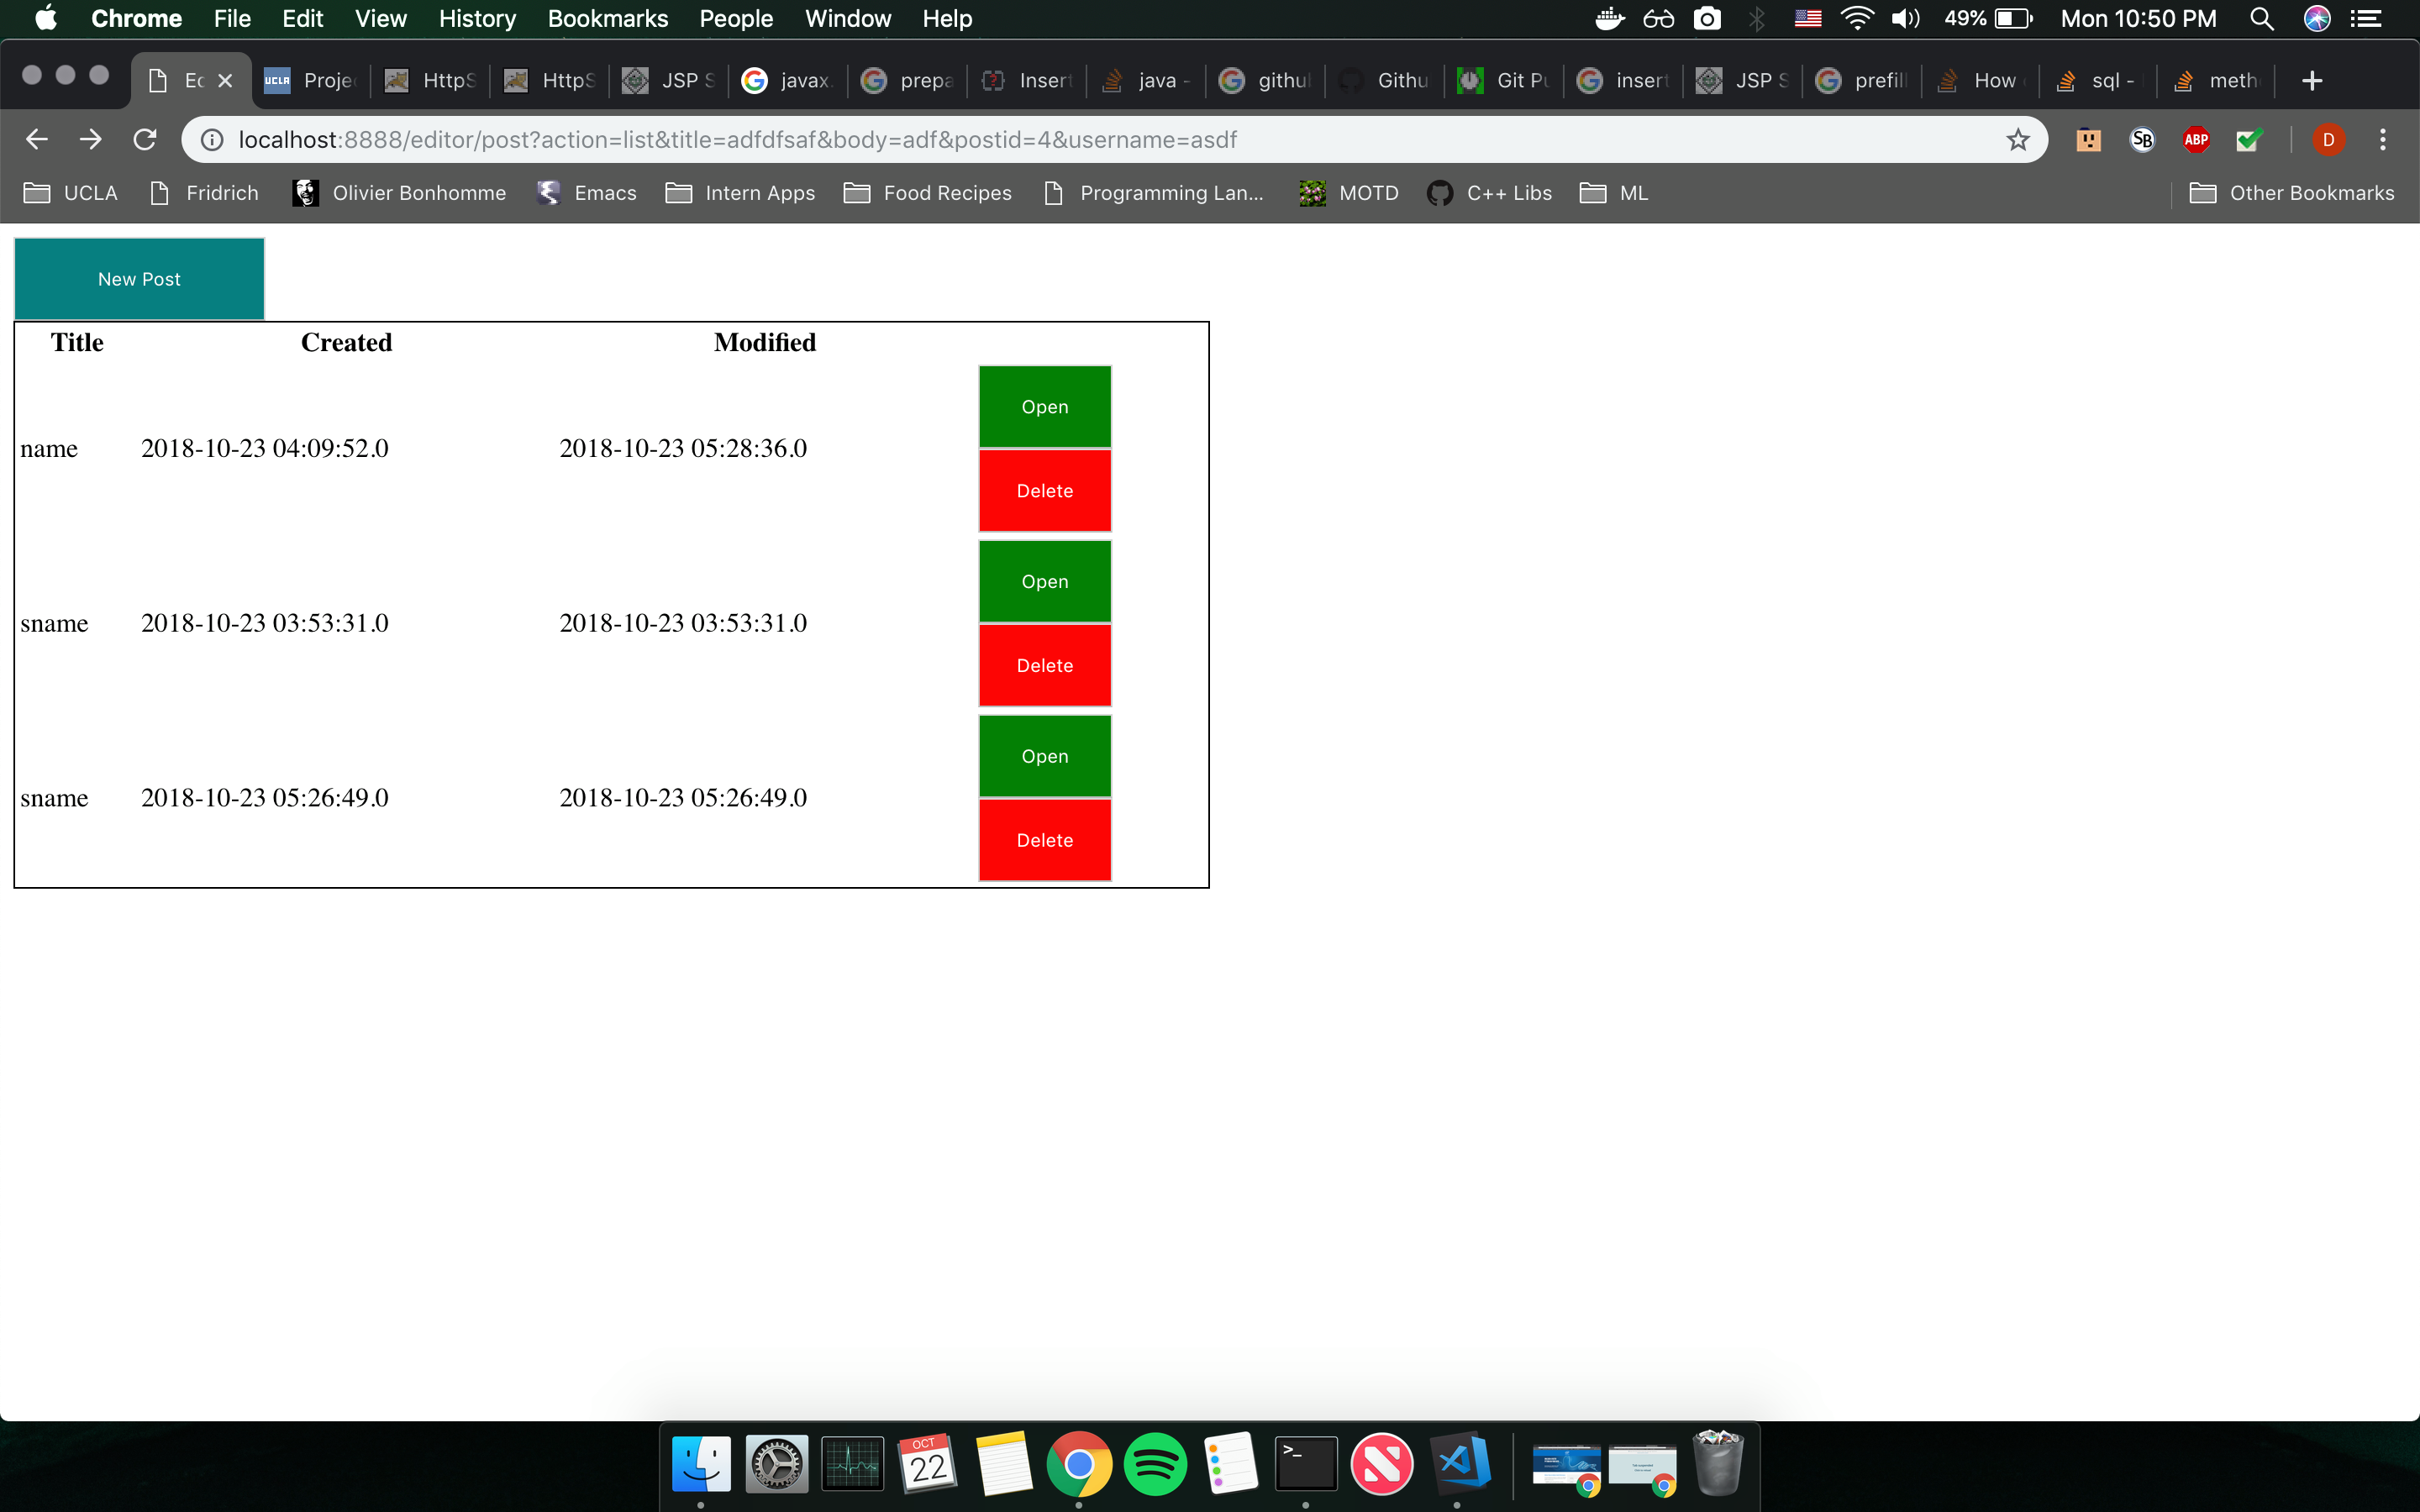 Chrome File Edit View History Bookmarks People Window Help 49% Mon 10:50 PM
Ec UCLA Proje HttpS HttpS JSP S javax. prepa Insert java - githul Githu Git Pu insert JSP S prefill How sql - meth
localhost:8888/editor/post?action=list&title=adfdfsaf&body=adf&postid=4&username=asdf SB ABP D
UCLA Fridrich Olivier Bonhomme Emacs Intern Apps Food Recipes Programming Lan... MOTD C++ Libs ML Other Bookmarks
New Post
Title Created Modified
Open
name 2018-10-23 04:09:52.0 2018-10-23 05:28:36.0
Delete
Open
sname 2018-10-23 03:53:31.0 2018-10-23 03:53:31.0
Delete
Open
sname 2018-10-23 05:26:49.0 2018-10-23 05:26:49.0
Delete
OCT
22
>_